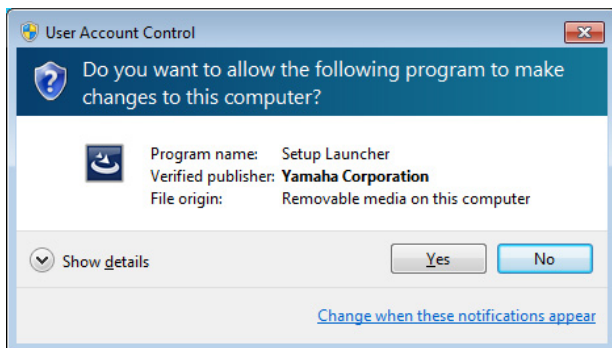 User Account Control
Do you want to allow the following program to make
changes to this computer?
Program name: Setup Launcher
Verified publisher: Yamaha Corporation
File origin: Removable media on this computer
Show details
Yes
No
Change when these notifications appear